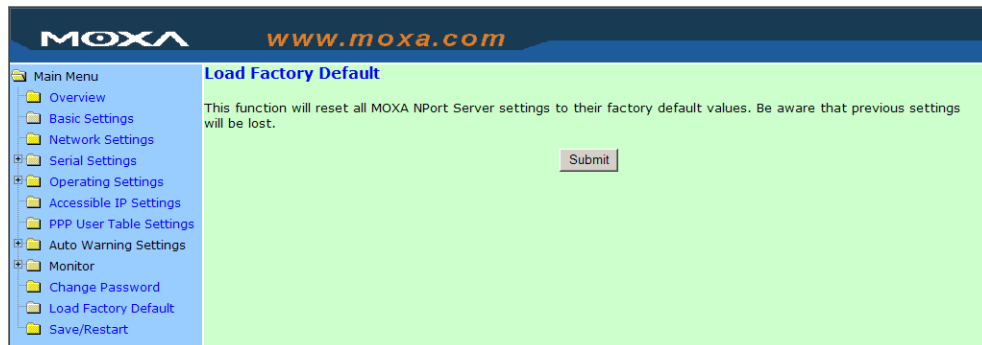 MOXA
www.moxa.com
Main Menu
Overview
Basic Settings
Network Settings
Serial Settings
Operating Settings
Accessible IP Settings
PPP User Table Settings
Auto Warning Settings
Monitor
Change Password
Load Factory Default
Save/Restart
Load Factory Default
This function will reset all MOXA NPort Server settings to their factory default values. Be aware that previous settings
will be lost.
Submit